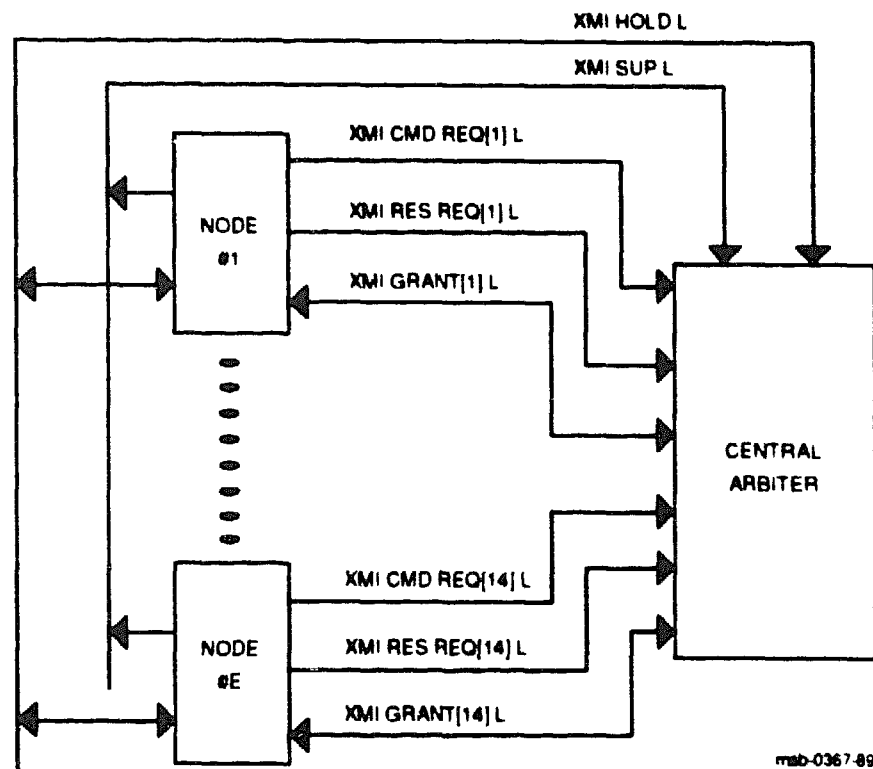 XMI HOLD L
XMI SUP L
XMI CMD REQ[1] L
XMI RES REQ[1] L
NODE
#1
XMI GRANT[1] L
CENTRAL
ARBITER
XMI CMD REQ[14] L
XMI RES REQ[14] L
NODE
#E
XMI GRANT[14] L
msb-0367-89